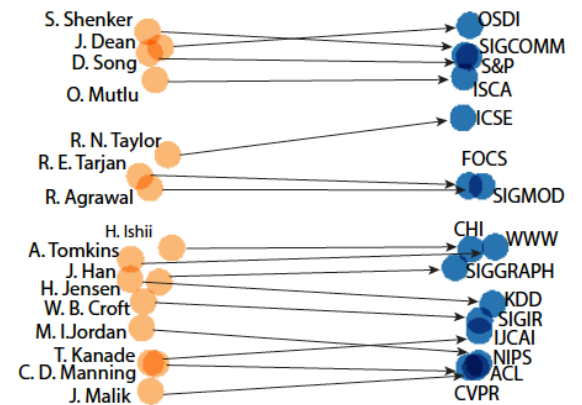 S. Shenker
J. Dean
D. Song
O. Mutlu
R. N. Taylor
R. E. Tarjan
R. Agrawal
H. Ishii
A. Tomkins
J. Han
H. Jensen
W. B. Croft
M. I.Jordan
T. Kanade
C. D. Manning
J. Malik
OSDI
SIGCOMM
S&P
ISCA
ICSE
FOCS
SIGMOD
CHI
WWW
SIGGRAPH
KDD
SIGIR
IJCAI
NIPS
ACL
CVPR